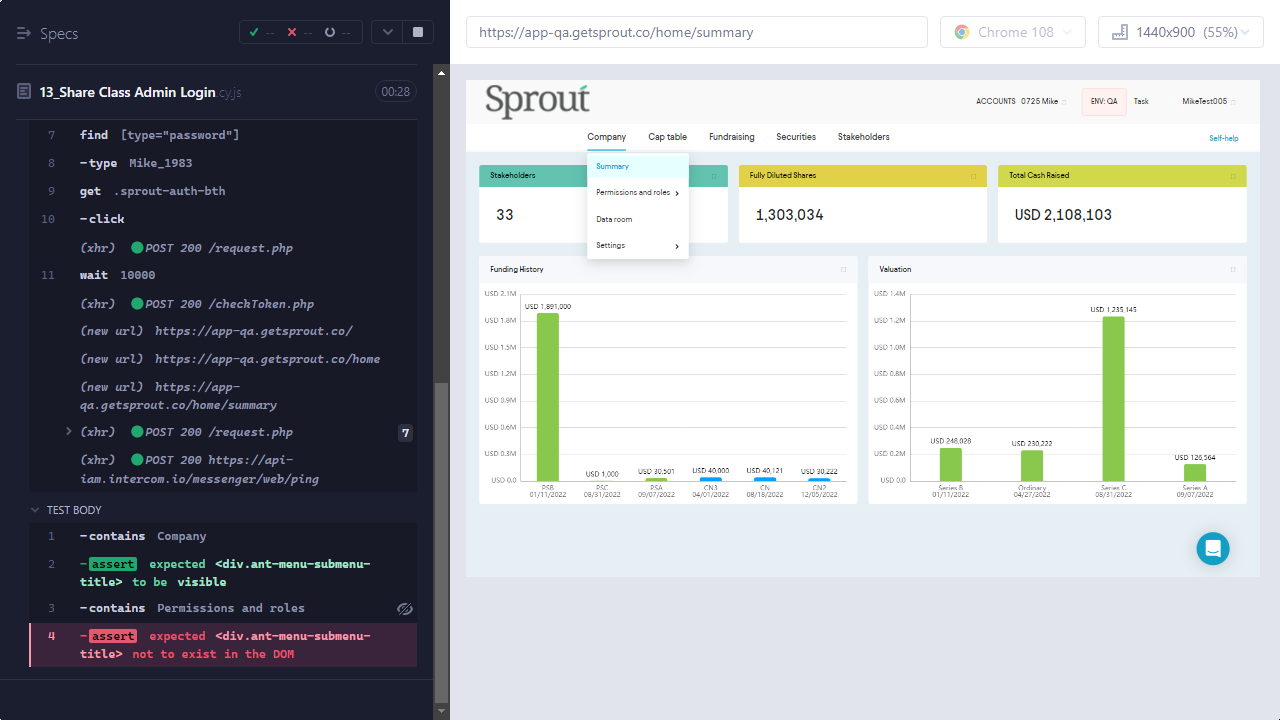 Specs
--
--
--
https://app-qa.getsprout.co/home/summary
Chrome 108
1440x900 (55%)
13_Share Class Admin Login.cy.js
00:28
7 find [type="password"]
8 -type Mike_1983
9 get .sprout-auth-bth
10 -click
(xhr) POST 200 /request.php
11 wait 10000
(xhr) POST 200 /checkToken.php
(new url) https://app-qa.getsprout.co/
(new url) https://app-qa.getsprout.co/home
(new url) https://app-
qa.getsprout.co/home/summary
(xhr) POST 200 /request.php 7
(xhr) POST 200 https://api-
iam.intercom.io/messenger/web/ping
TEST BODY
1 -contains Company
2 -assert expected <div.ant-menu-submenu-
title> to be visible
3 -contains Permissions and roles
4 -assert expected <div.ant-menu-submenu-
title> not to exist in the DOM
Sprout
ACCOUNTS 0725 Mike
ENV: QA
Task
MikeTest005
Company Cap table Fundraising Securities Stakeholders
Self-help
Summary
Permissions and roles
Data room
Settings
Stakeholders
33
Fully Diluted Shares
1,303,034
Total Cash Raised
USD 2,108,103
Funding History
USD 2.1M
USD 1.8M
USD 1.5M
USD 1.2M
USD 0.9M
USD 0.6M
USD 0.3M
USD 0.0
USD 1,891,000
USD 1,000
USD 30,501
USD 40,000
USD 40,121
USD 30,222
PSB
01/11/2022
PSC
08/31/2022
PSA
09/07/2022
CN3
04/01/2022
CN
08/18/2022
CN2
12/05/2022
Valuation
USD 1.4M
USD 1.2M
USD 1.0M
USD 0.8M
USD 0.6M
USD 0.4M
USD 0.2M
USD 0.0
USD 248,028
USD 230,222
USD 1,235,145
USD 126,564
Series B
01/11/2022
Ordinary
04/27/2022
Series C
08/31/2022
Series A
09/07/2022